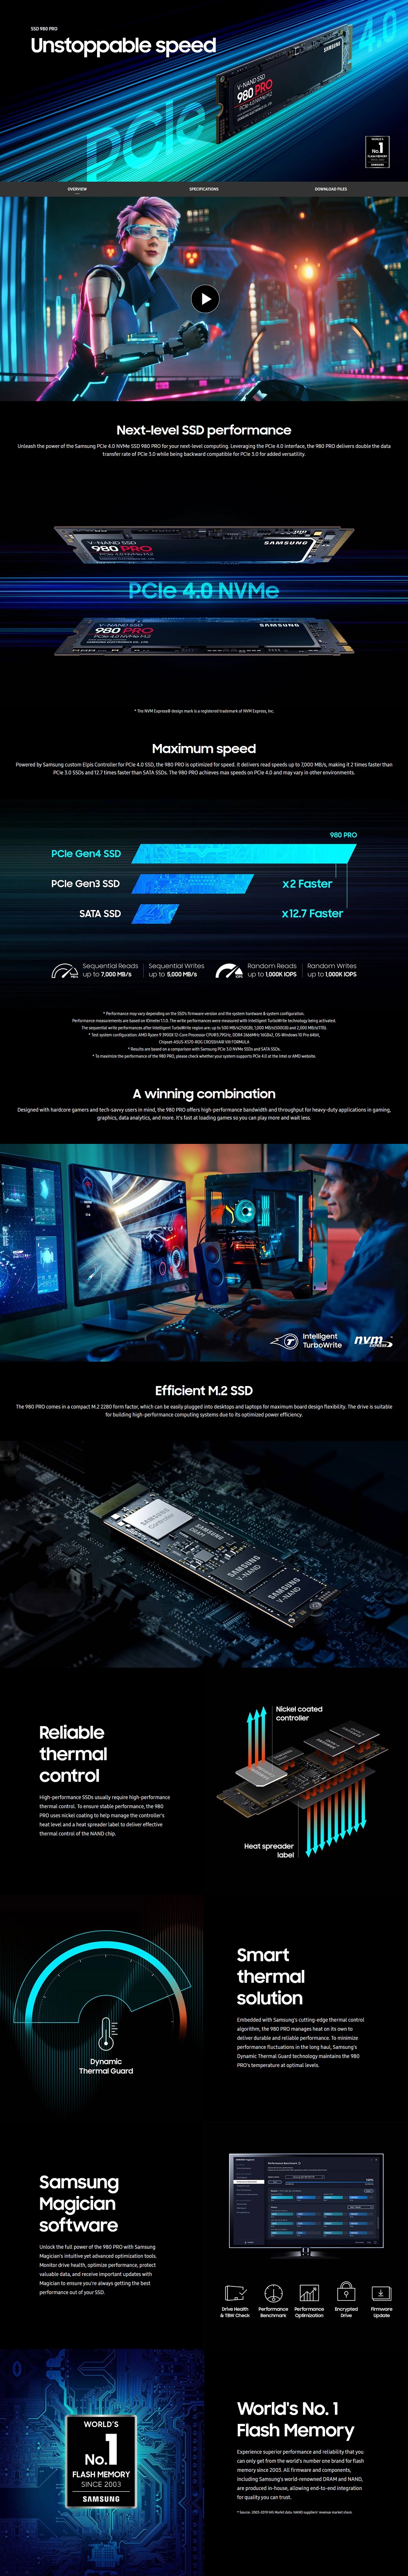 SSD 980 PRO
Unstoppable speed
4.0
PCIe
V-NAND SSD
980 PRO
PCIe 4.0 NVMe M.2
SAMSUNG
WORLD'S
No.1
FLASH MEMORY
SAMSUNG
OVERVIEW
SPECIFICATIONS
DOWNLOAD FILES
Next-level SSD performance
Unleash the power of the Samsung PCIe 4.0 NVMe SSD 980 PRO for your next-level computing. Leveraging the PCIe 4.0 interface, the 980 PRO delivers double the data
transfer rate of PCIe 3.0 while being backward compatible for PCIe 3.0 for added versatility.
V-NAND SSD
980 PRO
PCIe 4.0 NVMe M.2
SAMSUNG
PCIe 4.0 NVMe
V-NAND SSD
980 PRO
PCIe 4.0 NVMe M.2
SAMSUNG ELECTRONICS CO., LTD.
SAMSUNG
* The NVM Express® design mark is a registered trademark of NVM Express, Inc.
Maximum speed
Powered by Samsung custom Elpis Controller for PCIe 4.0 SSD, the 980 PRO is optimized for speed. It delivers read speeds up to 7,000 MB/s, making it 2 times faster than
PCIe 3.0 SSDs and 12.7 times faster than SATA SSDs. The 980 PRO achieves max speeds on PCIe 4.0 and may vary in other environments.
980 PRO
PCIe Gen4 SSD
PCIe Gen3 SSD
x2 Faster
SATA SSD
x12.7 Faster
MB/s
Sequential Reads
up to 7,000 MB/s
Sequential Writes
up to 5,000 MB/s
IOPS
Random Reads
up to 1,000K IOPS
Random Writes
up to 1,000K IOPS
* Performance may vary depending on the SSD's firmware version and the system hardware & system configuration.
Performance measurements are based on IOmeter 1.1.0. The write performances were measured with Intelligent TurboWrite technology being activated.
The sequential write performances after Intelligent TurboWrite region are: up to 500 MB/s(250GB), 1,000 MB/s(500GB) and 2,000 MB/s(1TB).
* Test system configuration: AMD Ryzen 9 3900X 12-Core Processor CPU@3.79GHz, DDR4 2666MHz 16GBx2, OS-Windows 10 Pro 64bit,
Chipset-ASUS-X570-ROG CROSSHAIR VIII FORMULA
* Results are based on a comparison with Samsung PCIe 3.0 NVMe SSDs and SATA SSDs.
* To maximize the performance of the 980 PRO, please check whether your system supports PCIe 4.0 at the Intel or AMD website.
A winning combination
Designed with hardcore gamers and tech-savvy users in mind, the 980 PRO offers high-performance bandwidth and throughput for heavy-duty applications in gaming,
graphics, data analytics, and more. It's fast at loading games so you can play more and wait less.
Intelligent
TurboWrite
nvm
EXPRESS
Efficient M.2 SSD
The 980 PRO comes in a compact M.2 2280 form factor, which can be easily plugged into desktops and laptops for maximum board design flexibility. The drive is suitable
for building high-performance computing systems due to its optimized power efficiency.
SAMSUNG
Controller
SAMSUNG
DRAM
SAMSUNG
V-NAND
SAMSUNG
V-NAND
Reliable
thermal
control
High-performance SSDs usually require high-performance
thermal control. To ensure stable performance, the 980
PRO uses nickel coating to help manage the controller's
heat level and a heat spreader label to deliver effective
thermal control of the NAND chip.
Nickel coated
controller
Heat spreader
label
Dynamic
Thermal Guard
Smart
thermal
solution
Embedded with Samsung's cutting-edge thermal control
algorithm, the 980 PRO manages heat on its own to
deliver durable and reliable performance. To minimize
performance fluctuations in the long haul, Samsung's
Dynamic Thermal Guard technology maintains the 980
PRO's temperature at optimal levels.
Samsung
Magician
software
Unlock the full power of the 980 PRO with Samsung
Magician's intuitive yet advanced optimization tools.
Monitor drive health, optimize performance, protect
valuable data, and receive important updates with
Magician to ensure you're always getting the best
performance out of your SSD.
Performance Benchmark
Drive Health
& TBW Check
Performance
Benchmark
Performance
Optimization
Encrypted
Drive
Firmware
Update
WORLD'S
No.1
FLASH MEMORY
SINCE 2003
SAMSUNG
World's No. 1
Flash Memory
Experience superior performance and reliability that you
can only get from the world's number one brand for flash
memory since 2003. All firmware and components,
including Samsung's world-renowned DRAM and NAND,
are produced in-house, allowing end-to-end integration
for quality you can trust.
* Source: 2003-2019 IHS Markit data: NAND suppliers' revenue market share.